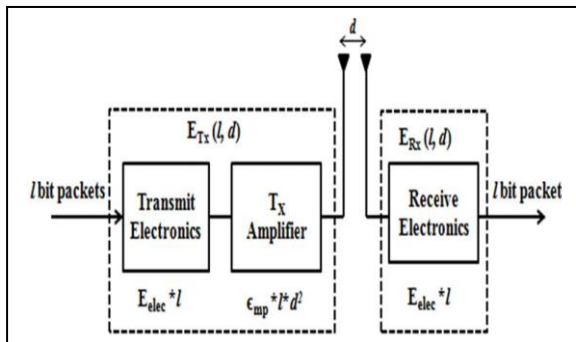 d
E_Tx (l, d)
E_Rx (l, d)
l bit packets
Transmit
Electronics
T_X
Amplifier
Receive
Electronics
l bit packet
E_elec *l
ϵ_mp *l*d²
E_elec *l